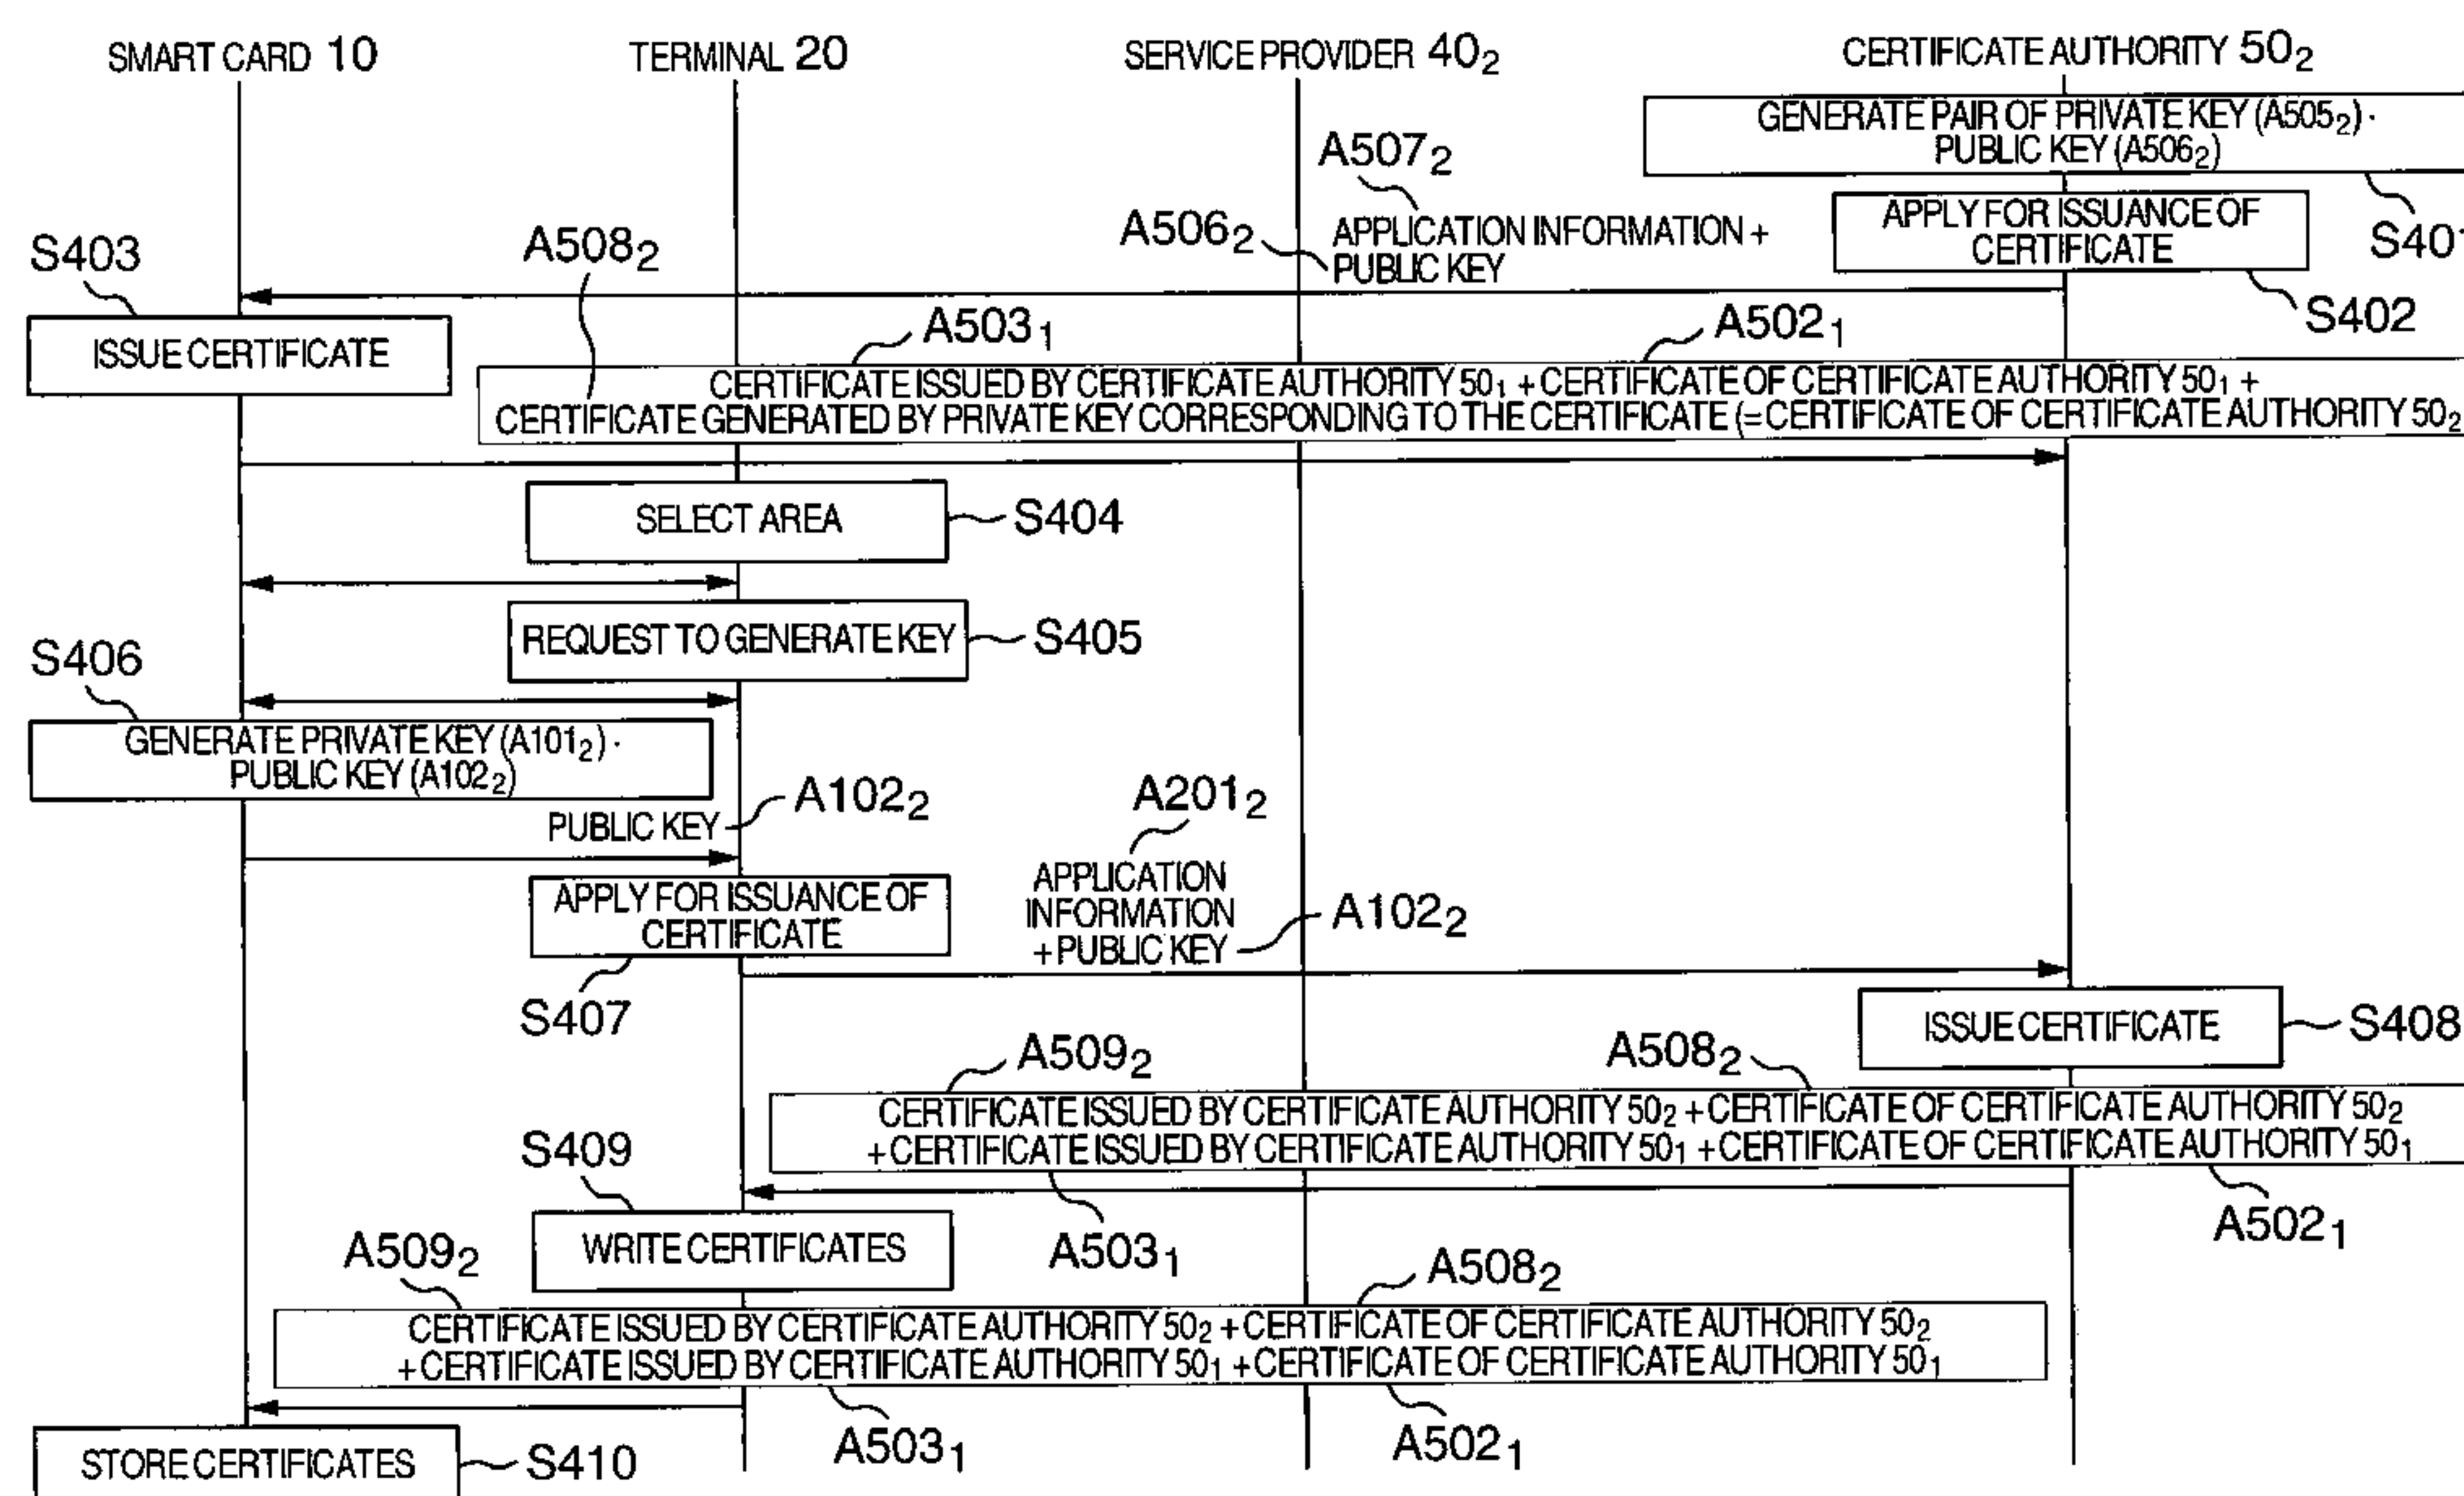 SMART CARD 10
TERMINAL 20
SERVICE PROVIDER 40₂
CERTIFICATE AUTHORITY 50₂
GENERATE PAIR OF PRIVATE KEY (A505₂)·
PUBLIC KEY (A506₂)
S401
A507₂
APPLY FOR ISSUANCE OF
CERTIFICATE
S402
A506₂
APPLICATION INFORMATION +
PUBLIC KEY
S403
A508₂
ISSUE CERTIFICATE
A503₁
A502₁
CERTIFICATE ISSUED BY CERTIFICATE AUTHORITY 50₁ + CERTIFICATE OF CERTIFICATE AUTHORITY 50₁ +
CERTIFICATE GENERATED BY PRIVATE KEY CORRESPONDING TO THE CERTIFICATE (= CERTIFICATE OF CERTIFICATE AUTHORITY 50₂
SELECT AREA
S404
REQUEST TO GENERATE KEY
S405
S406
GENERATE PRIVATE KEY (A101₂)·
PUBLIC KEY (A102₂)
PUBLIC KEY
A102₂
A201₂
APPLY FOR ISSUANCE OF
CERTIFICATE
S407
APPLICATION
INFORMATION
+ PUBLIC KEY
A102₂
ISSUE CERTIFICATE
S408
A509₂
A508₂
CERTIFICATE ISSUED BY CERTIFICATE AUTHORITY 50₂ + CERTIFICATE OF CERTIFICATE AUTHORITY 50₂
+ CERTIFICATE ISSUED BY CERTIFICATE AUTHORITY 50₁ + CERTIFICATE OF CERTIFICATE AUTHORITY 50₁
A503₁
A502₁
S409
WRITE CERTIFICATES
A509₂
A508₂
CERTIFICATE ISSUED BY CERTIFICATE AUTHORITY 50₂ + CERTIFICATE OF CERTIFICATE AUTHORITY 50₂
+ CERTIFICATE ISSUED BY CERTIFICATE AUTHORITY 50₁ + CERTIFICATE OF CERTIFICATE AUTHORITY 50₁
A503₁
A502₁
STORE CERTIFICATES
S410